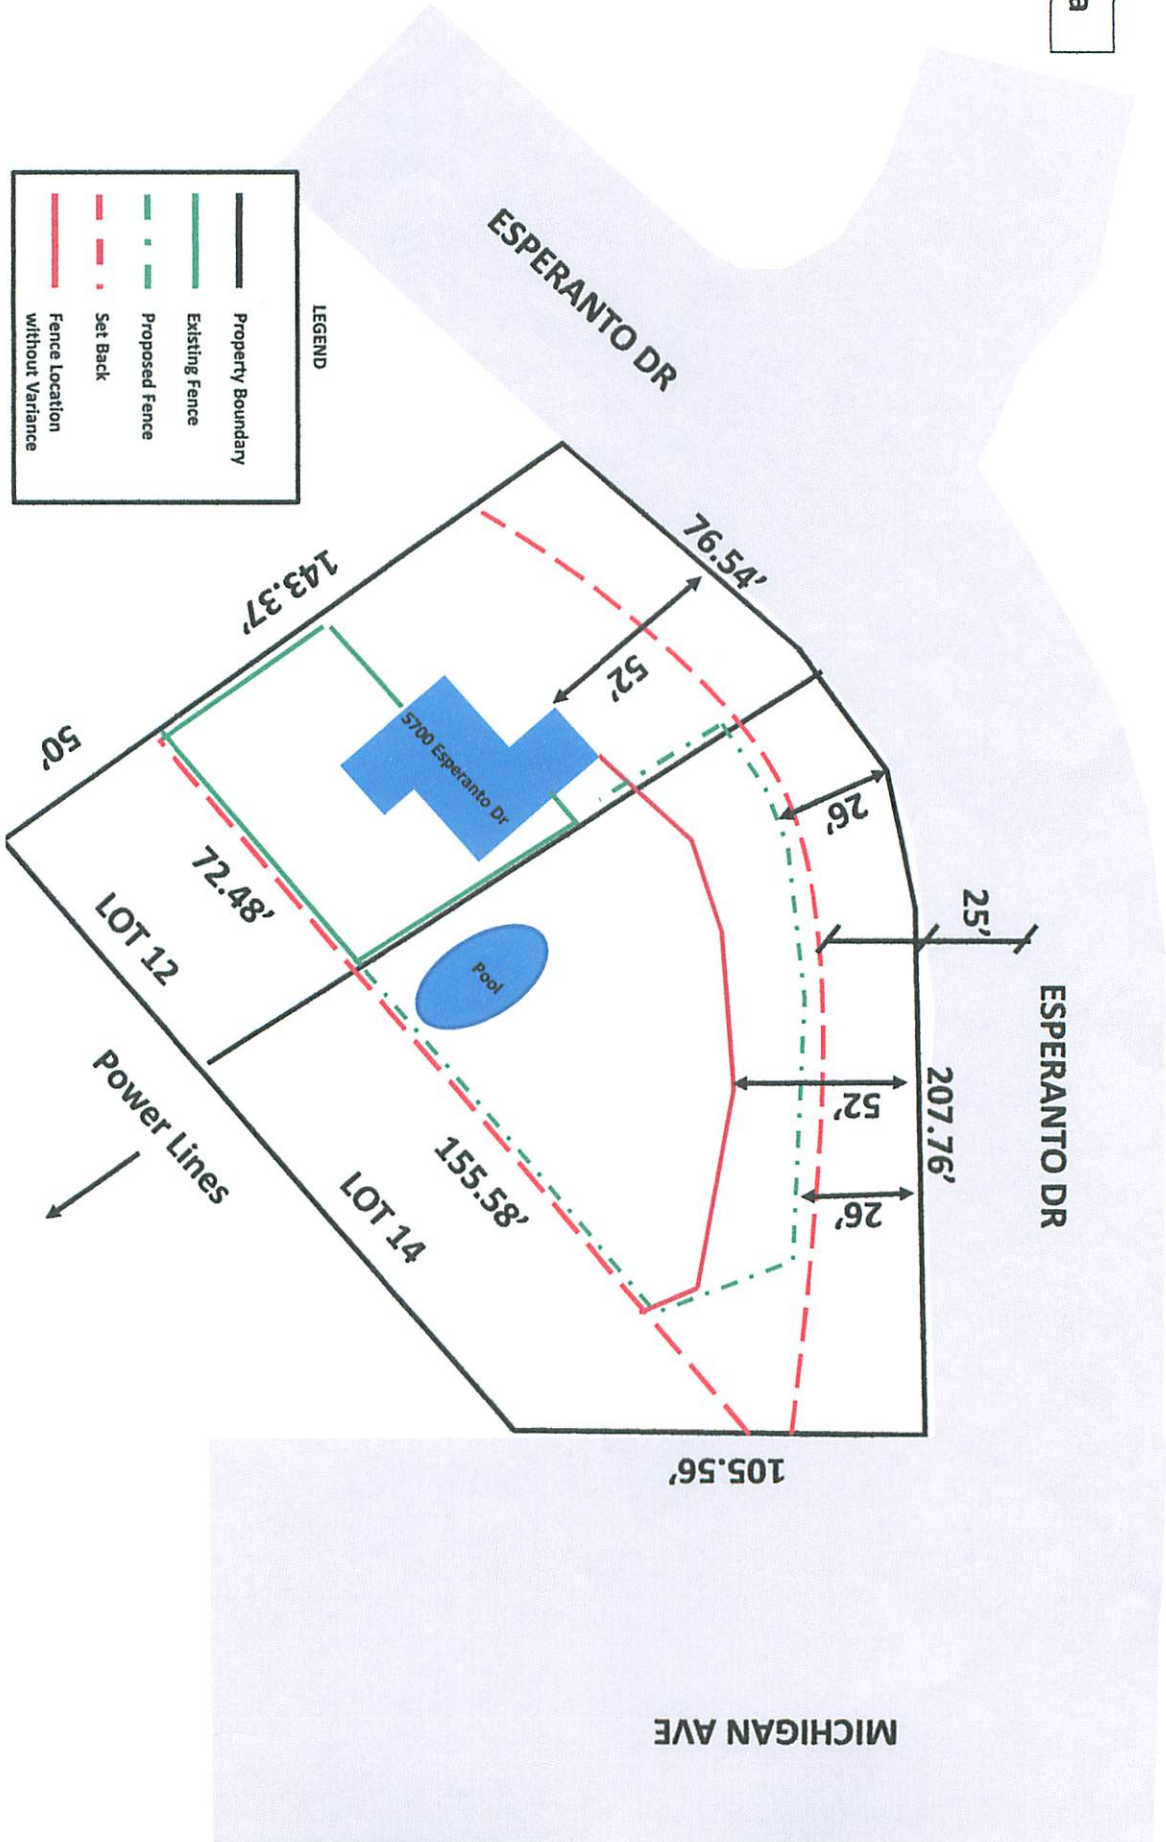 a
ESPERANTO DR
LEGEND
Property Boundary
Existing Fence
Proposed Fence
Set Back
Fence Location
without Variance
76.54’
52’
143.37’
50’
5700 Esperanto Dr
26’
25’
ESPERANTO DR
72.48’
LOT 12
Pool
52’
207.76’
26’
Power Lines
155.58’
LOT 14
105.56’
MICHIGAN AVE